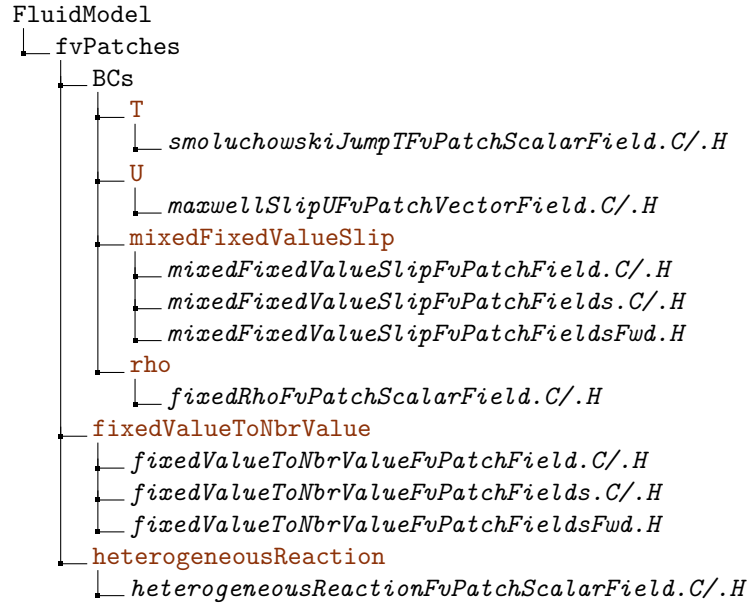 FluidModel
fvPatches
BCs
T
smoluchowskiJumpTFvPatchScalarField.C/.H
U
maxwellSlipUFvPatchVectorField.C/.H
mixedFixedValueSlip
mixedFixedValueSlipFvPatchField.C/.H
mixedFixedValueSlipFvPatchFields.C/.H
mixedFixedValueSlipFvPatchFieldsFwd.H
rho
fixedRhoFvPatchScalarField.C/.H
fixedValueToNbrValue
fixedValueToNbrValueFvPatchField.C/.H
fixedValueToNbrValueFvPatchFields.C/.H
fixedValueToNbrValueFvPatchFieldsFwd.H
heterogeneousReaction
heterogeneousReactionFvPatchScalarField.C/.H